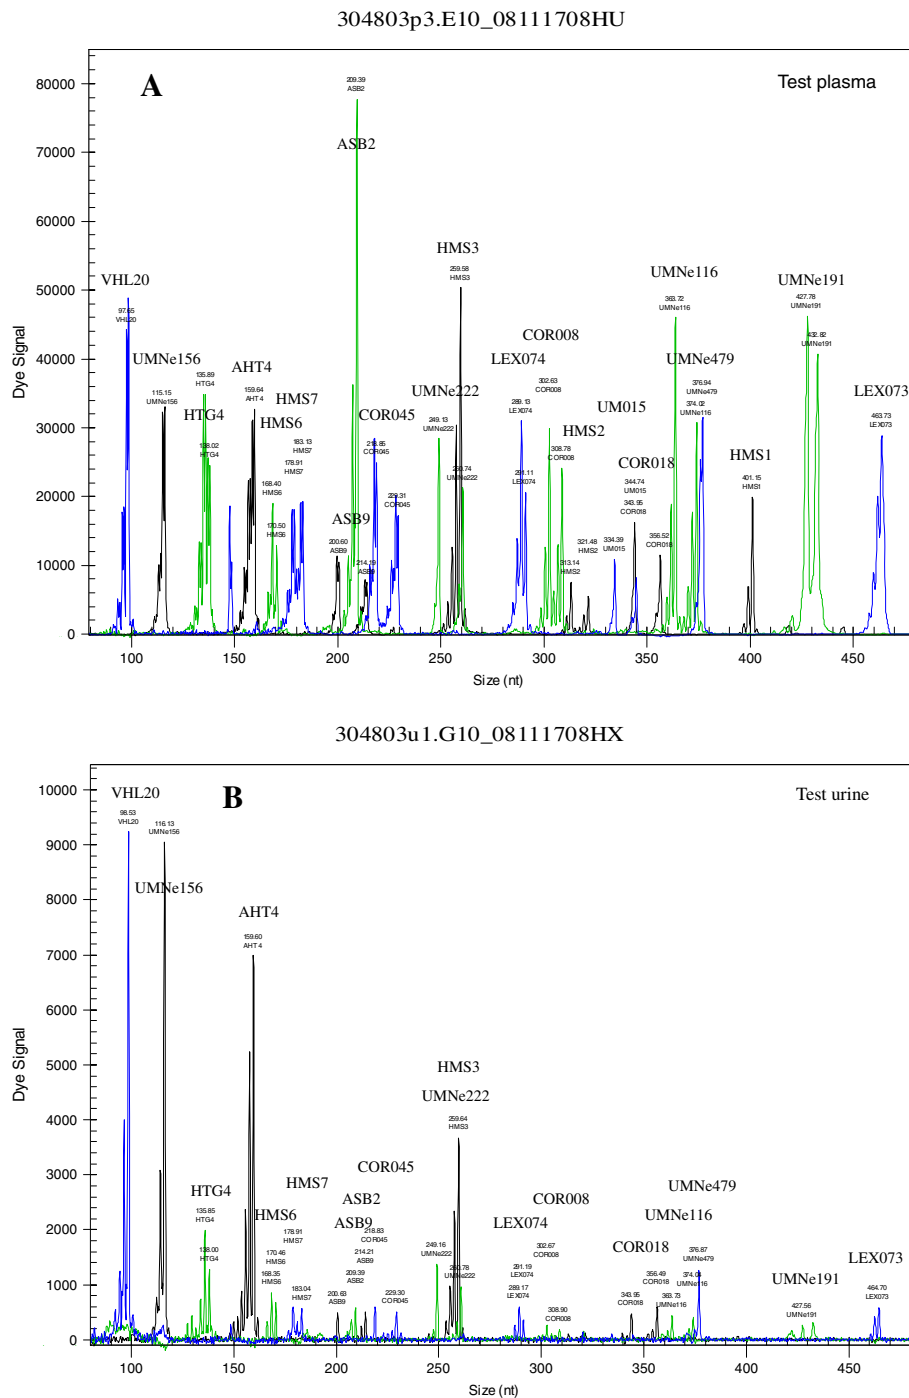 304803p3.E10_08111708HU
A
Test plasma
80000
70000
60000
50000
40000
30000
20000
10000
0
Dye Signal
209.39
ASB2
ASB2
HMS3
259.58
HMS3
VHL20
97.65
VHL20
UMNe116
363.72
UMNe116
UMNe191
427.78
UMNe191
432.82
UMNe191
UMNe156
115.15
UMNe156
135.89
HTG4
HTG4
138.02
HTG4
AHT4
159.64
AHT4
HMS7
183.13
HMS7
178.91
HMS7
HMS6
168.40
HMS6
170.50
HMS6
COR045
218.85
COR045
229.31
COR045
ASB9
200.60
ASB9
214.19
ASB9
UMNe222
249.13
UMNe222
260.74
UMNe222
LEX074
289.13
LEX074
291.11
LEX074
COR008
302.63
COR008
308.78
COR008
HMS2
313.14
HMS2
321.48
HMS2
UM015
334.39
UM015
344.74
UM015
COR018
343.95
COR018
356.52
COR018
UMNe479
376.94
UMNe479
374.02
UMNe116
HMS1
401.15
HMS1
LEX073
463.73
LEX073
100 150 200 250 300 350 400 450
Size (nt)
304803u1.G10_08111708HX
B
Test urine
10000
9000
8000
7000
6000
5000
4000
3000
2000
1000
0
Dye Signal
VHL20
98.53
VHL20
116.13
UMNe156
UMNe156
AHT4
159.60
AHT4
HMS3
UMNe222
259.64
HMS3
HTG4
135.85
HTG4
138.00
HTG4
HMS7
178.91
HMS7
183.04
HMS7
HMS6
170.46
HMS6
168.35
HMS6
COR045
218.83
COR045
229.30
COR045
ASB2
ASB9
214.21
ASB9
209.39
ASB2
200.63
ASB9
249.16
UMNe222
260.78
UMNe222
LEX074
291.19
LEX074
289.17
LEX074
COR008
302.67
COR008
308.90
COR008
UMNe479
UMNe116
376.87
UMNe479
UMNe116
363.73
UMNe116
COR018
356.49
COR018
343.95
COR018
UMNe191
427.56
UMNe191
LEX073
464.70
LEX073
100 150 200 250 300 350 400 450
Size (nt)